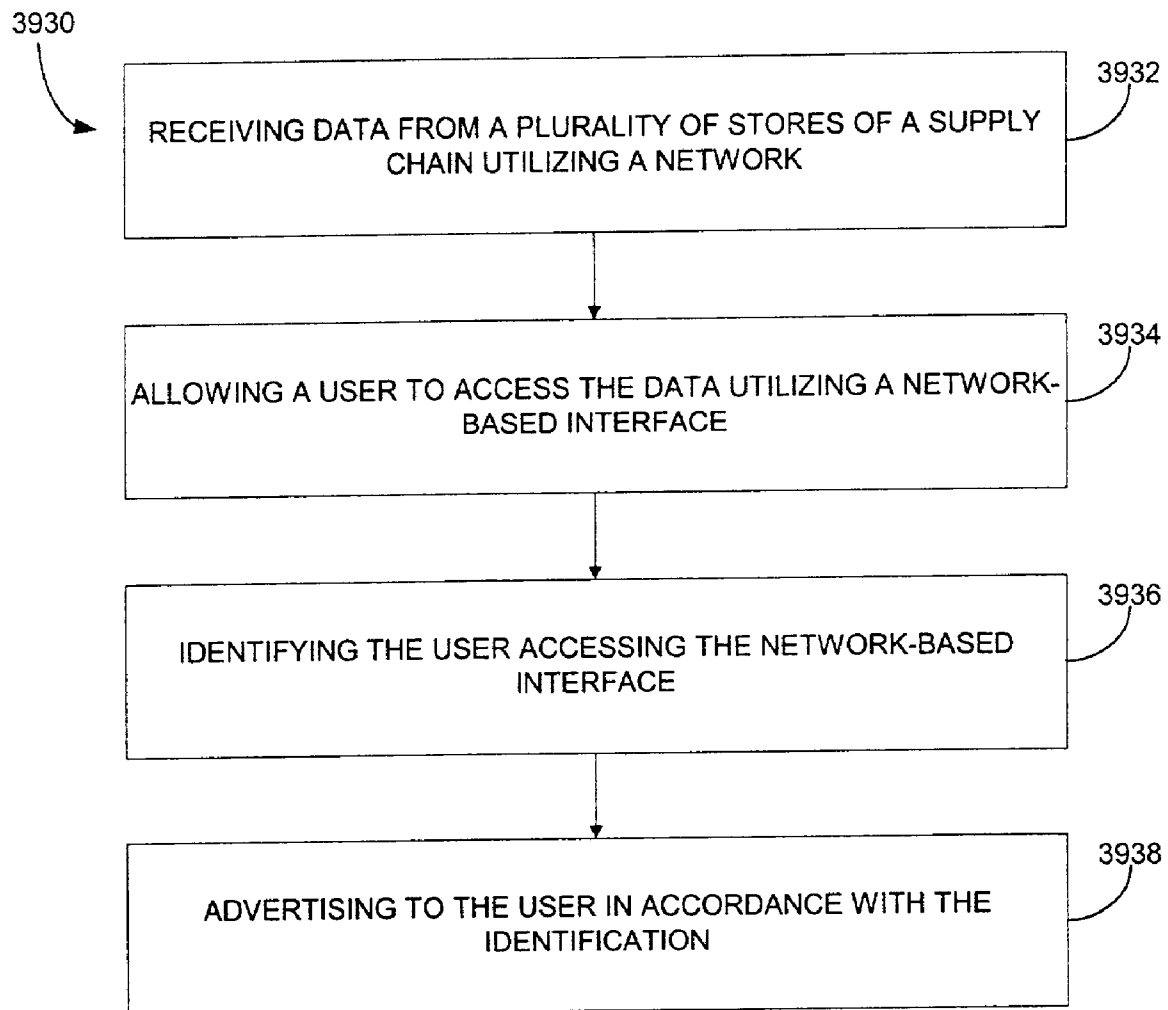 3930
3932
RECEIVING DATA FROM A PLURALITY OF STORES OF A SUPPLY
CHAIN UTILIZING A NETWORK
3934
ALLOWING A USER TO ACCESS THE DATA UTILIZING A NETWORK-
BASED INTERFACE
3936
IDENTIFYING THE USER ACCESSING THE NETWORK-BASED
INTERFACE
3938
ADVERTISING TO THE USER IN ACCORDANCE WITH THE
IDENTIFICATION